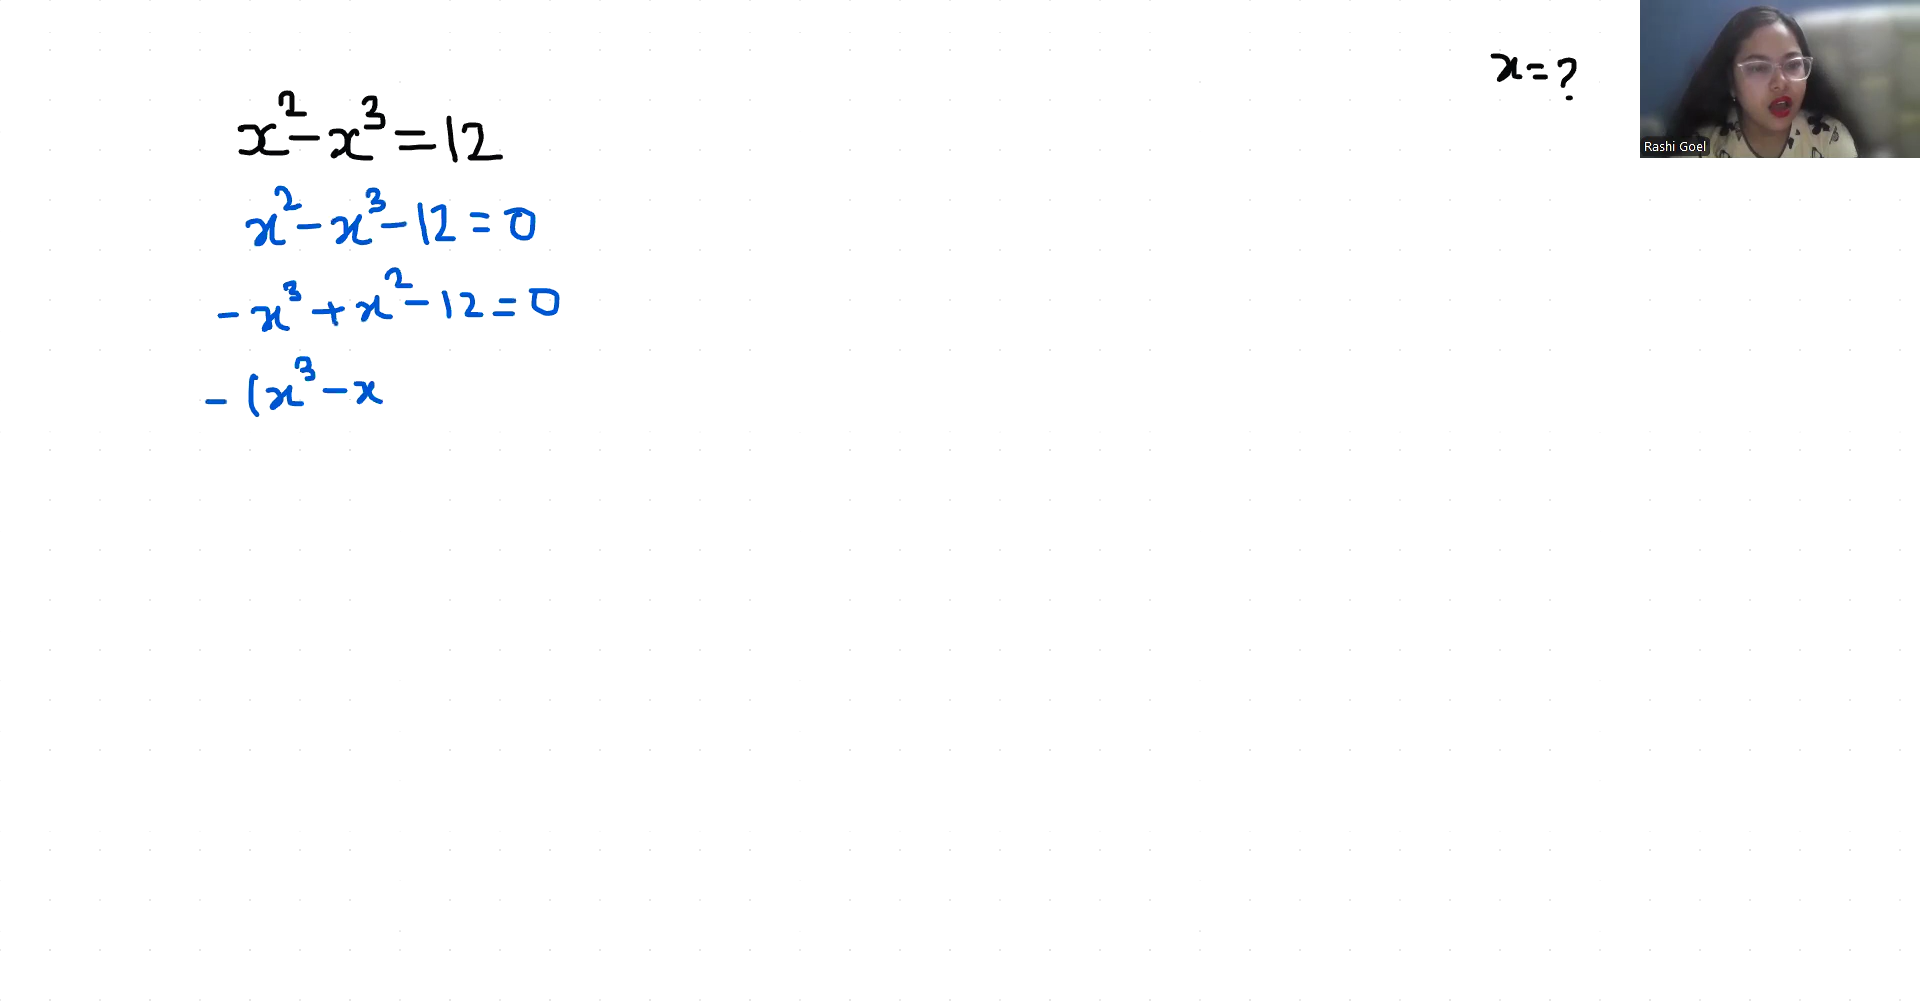 x=?
Rashi Goel
x²-x³=12
x²-x³-12=0
-x³+x²-12=0
-(x³-x